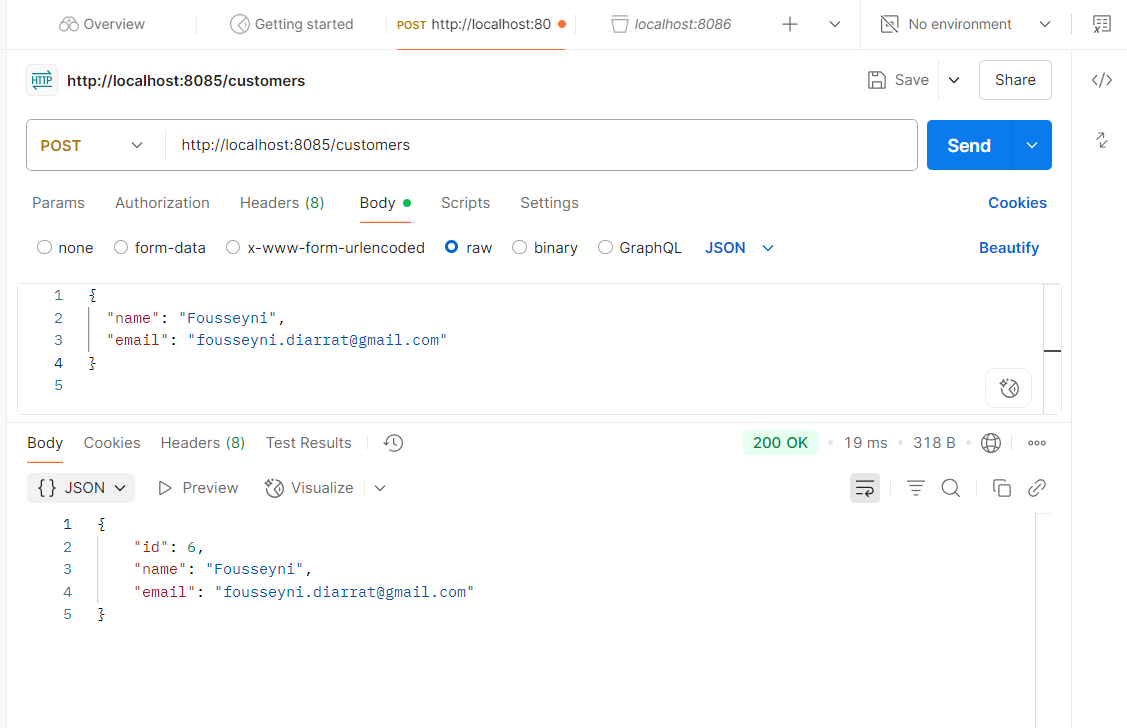 Overview Getting started POST http://localhost:80 localhost:8086 No environment
HTTP http://localhost:8085/customers Save Share
POST http://localhost:8085/customers Send
Params Authorization Headers (8) Body Scripts Settings Cookies
none form-data x-www-form-urlencoded raw binary GraphQL JSON Beautify
1 {
2 "name": "Fousseyni",
3 "email": "fousseyni.diarrat@gmail.com"
4 }
5
Body Cookies Headers (8) Test Results 200 OK 19 ms 318 B
{} JSON Preview Visualize
1 {
2 "id": 6,
3 "name": "Fousseyni",
4 "email": "fousseyni.diarrat@gmail.com"
5 }